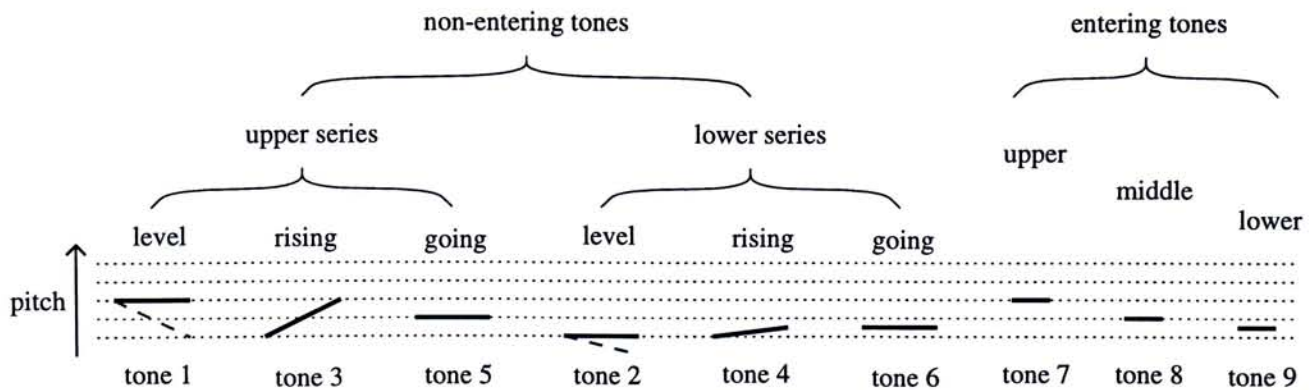 non-entering tones entering tones
upper series lower series
upper
middle
lower
level rising going level rising going
pitch
tone 1 tone 3 tone 5 tone 2 tone 4 tone 6 tone 7 tone 8 tone 9